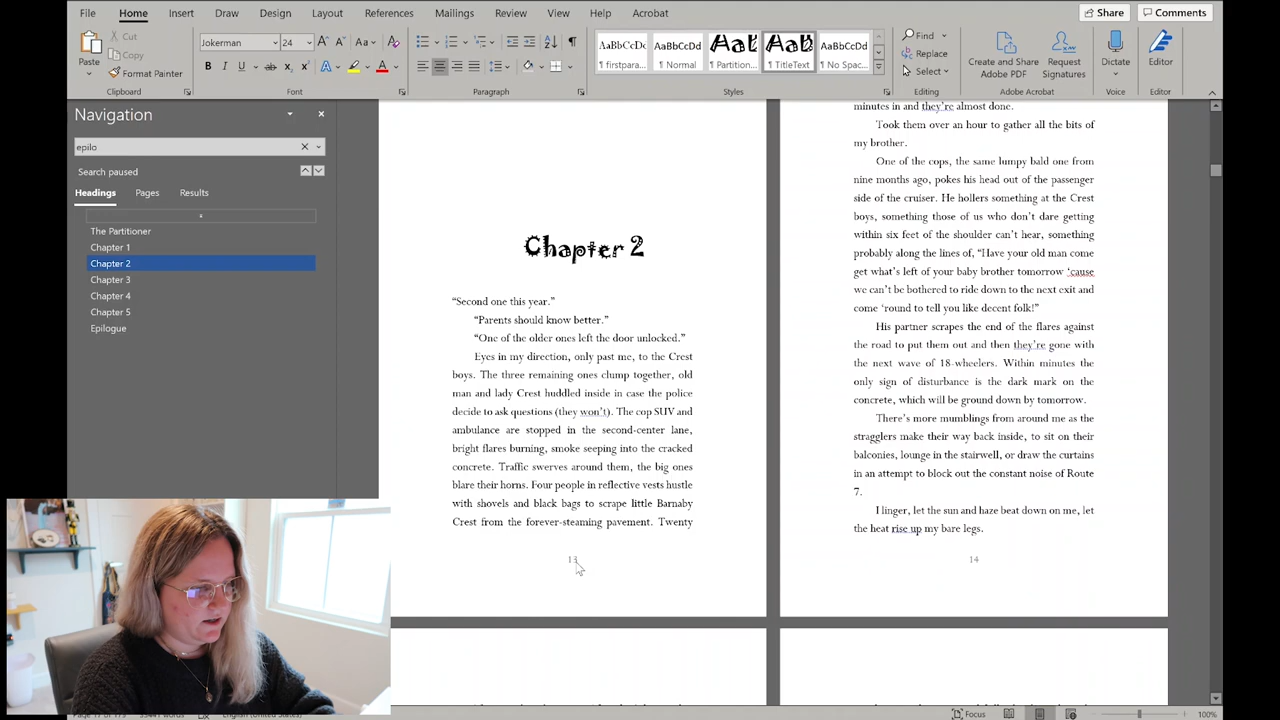 Home Insert Draw Design Layout References Mailings Review View Help Acrobat Share Comments
Cut
Copy
Paste Format Painter
Clipboard
Jokerman 24
Font
Paragraph
AaBbCcDc AaBbCcDd AaB AaB AaBbCcDd
¶ firstpara... ¶ Normal ¶ Partition... ¶ TitleText ¶ No Spac...
Styles
Find
Replace
Select
Editing
Create and Share Adobe PDF
Request Signatures
Adobe Acrobat
Dictate
Voice
Editor
Editor
Navigation
epilo
Search paused
Headings Pages Results
The Partitioner
Chapter 1
Chapter 2
Chapter 3
Chapter 4
Chapter 5
Epilogue
Chapter 2
“Second one this year.”
“Parents should know better.”
“One of the older ones left the door unlocked.”
Eyes in my direction, only past me, to the Crest
boys. The three remaining ones clump together, old
man and lady Crest huddled inside in case the police
decide to ask questions (they won’t). The cop SUV and
ambulance are stopped in the second-center lane,
bright flares burning, smoke seeping into the cracked
concrete. Traffic swerves around them, the big ones
blare their horns. Four people in reflective vests hustle
with shovels and black bags to scrape little Barnaby
Crest from the forever-steaming pavement. Twenty
13
minutes in and they’re almost done.
Took them over an hour to gather all the bits of
my brother.
One of the cops, the same lumpy bald one from
nine months ago, pokes his head out of the passenger
side of the cruiser. He hollers something at the Crest
boys, something those of us who don’t dare getting
within six feet of the shoulder can’t hear, something
probably along the lines of, “Have your old man come
get what’s left of your baby brother tomorrow ‘cause
we can’t be bothered to ride down to the next exit and
come ‘round to tell you like decent folk!”
His partner scrapes the end of the flares against
the road to put them out and then they’re gone with
the next wave of 18-wheelers. Within minutes the
only sign of disturbance is the dark mark on the
concrete, which will be ground down by tomorrow.
There’s more mumblings from around me as the
stragglers make their way back inside, to sit on their
balconies, lounge in the stairwell, or draw the curtains
in an attempt to block out the constant noise of Route
7.
I linger, let the sun and haze beat down on me, let
the heat rise up my bare legs.
14
Focus 100%